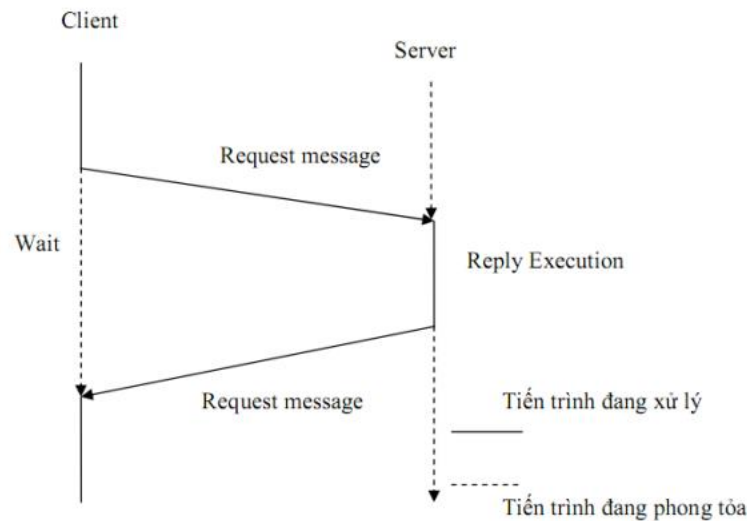 Client
Server
Request message
Wait
Reply Execution
Request message
Tiến trình đang xử lý
Tiến trình đang phong tỏa